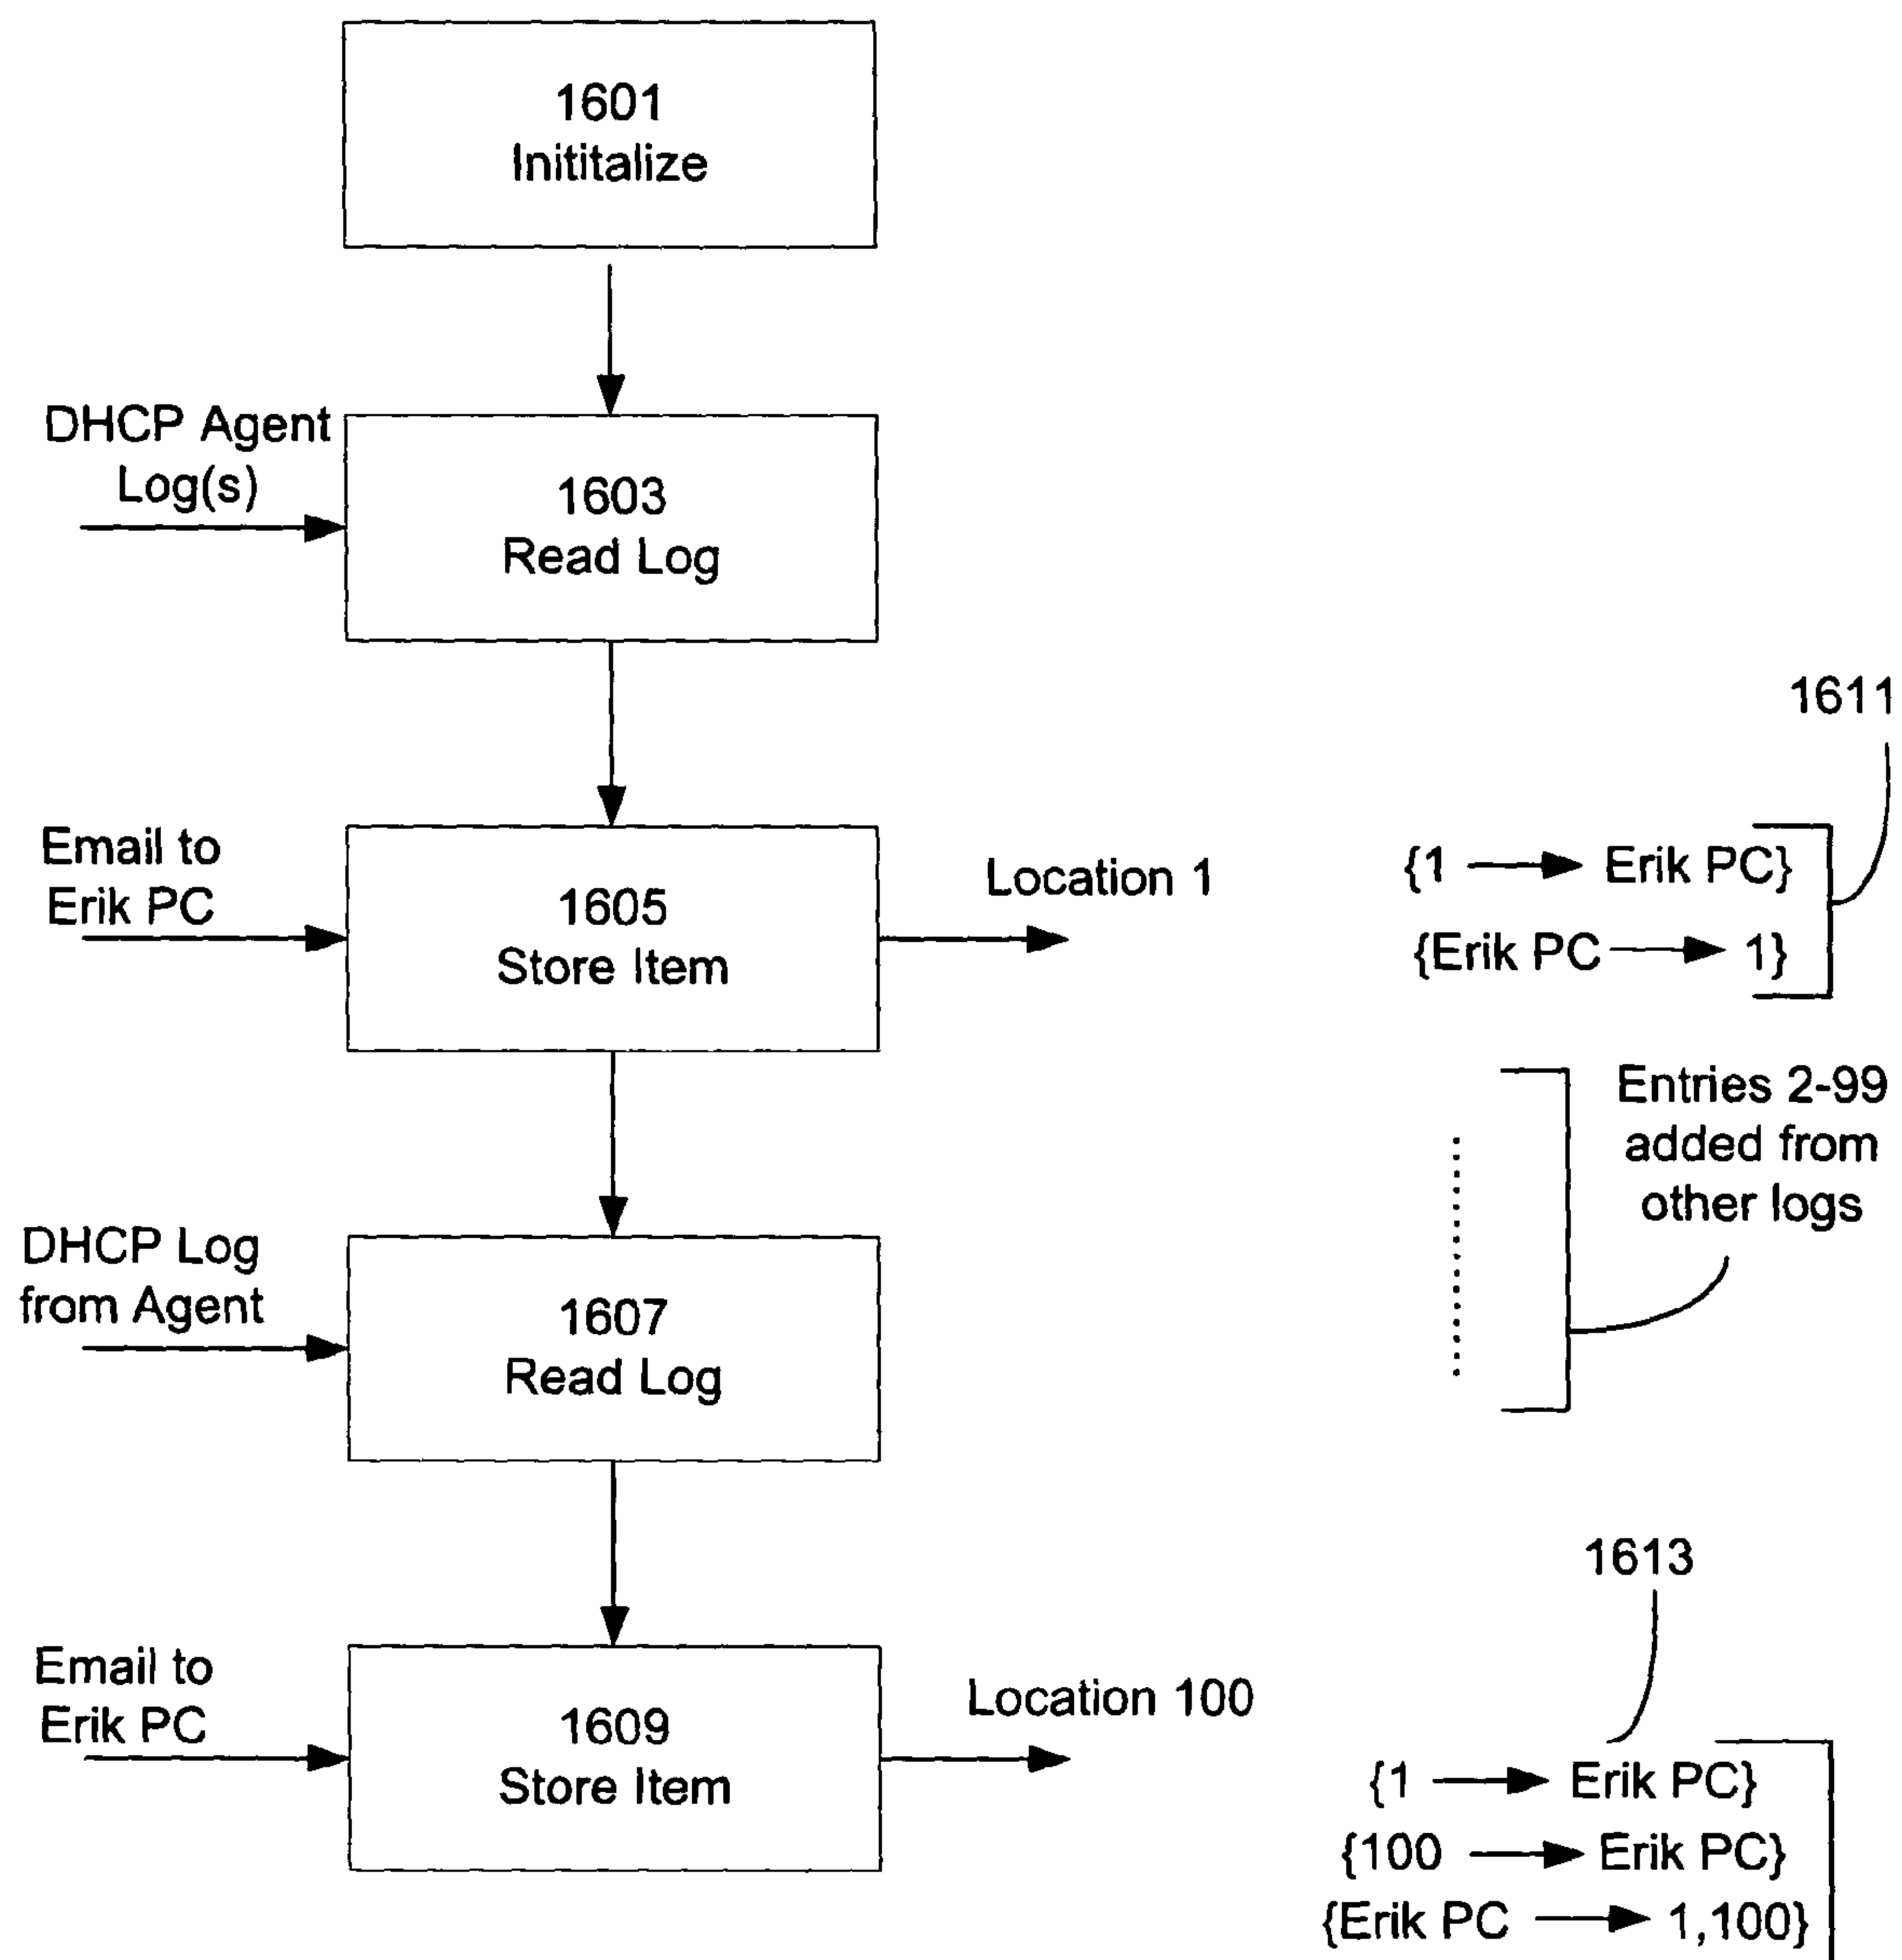 1601
Inititalize
DHCP Agent
Log(s)
1603
Read Log
1611
Email to
Erik PC
1605
Store Item
Location 1
{1 → Erik PC}
{Erik PC → 1}
Entries 2-99
added from
other logs
DHCP Log
from Agent
1607
Read Log
1613
Email to
Erik PC
1609
Store Item
Location 100
{1 → Erik PC}
{100 → Erik PC}
{Erik PC → 1,100}